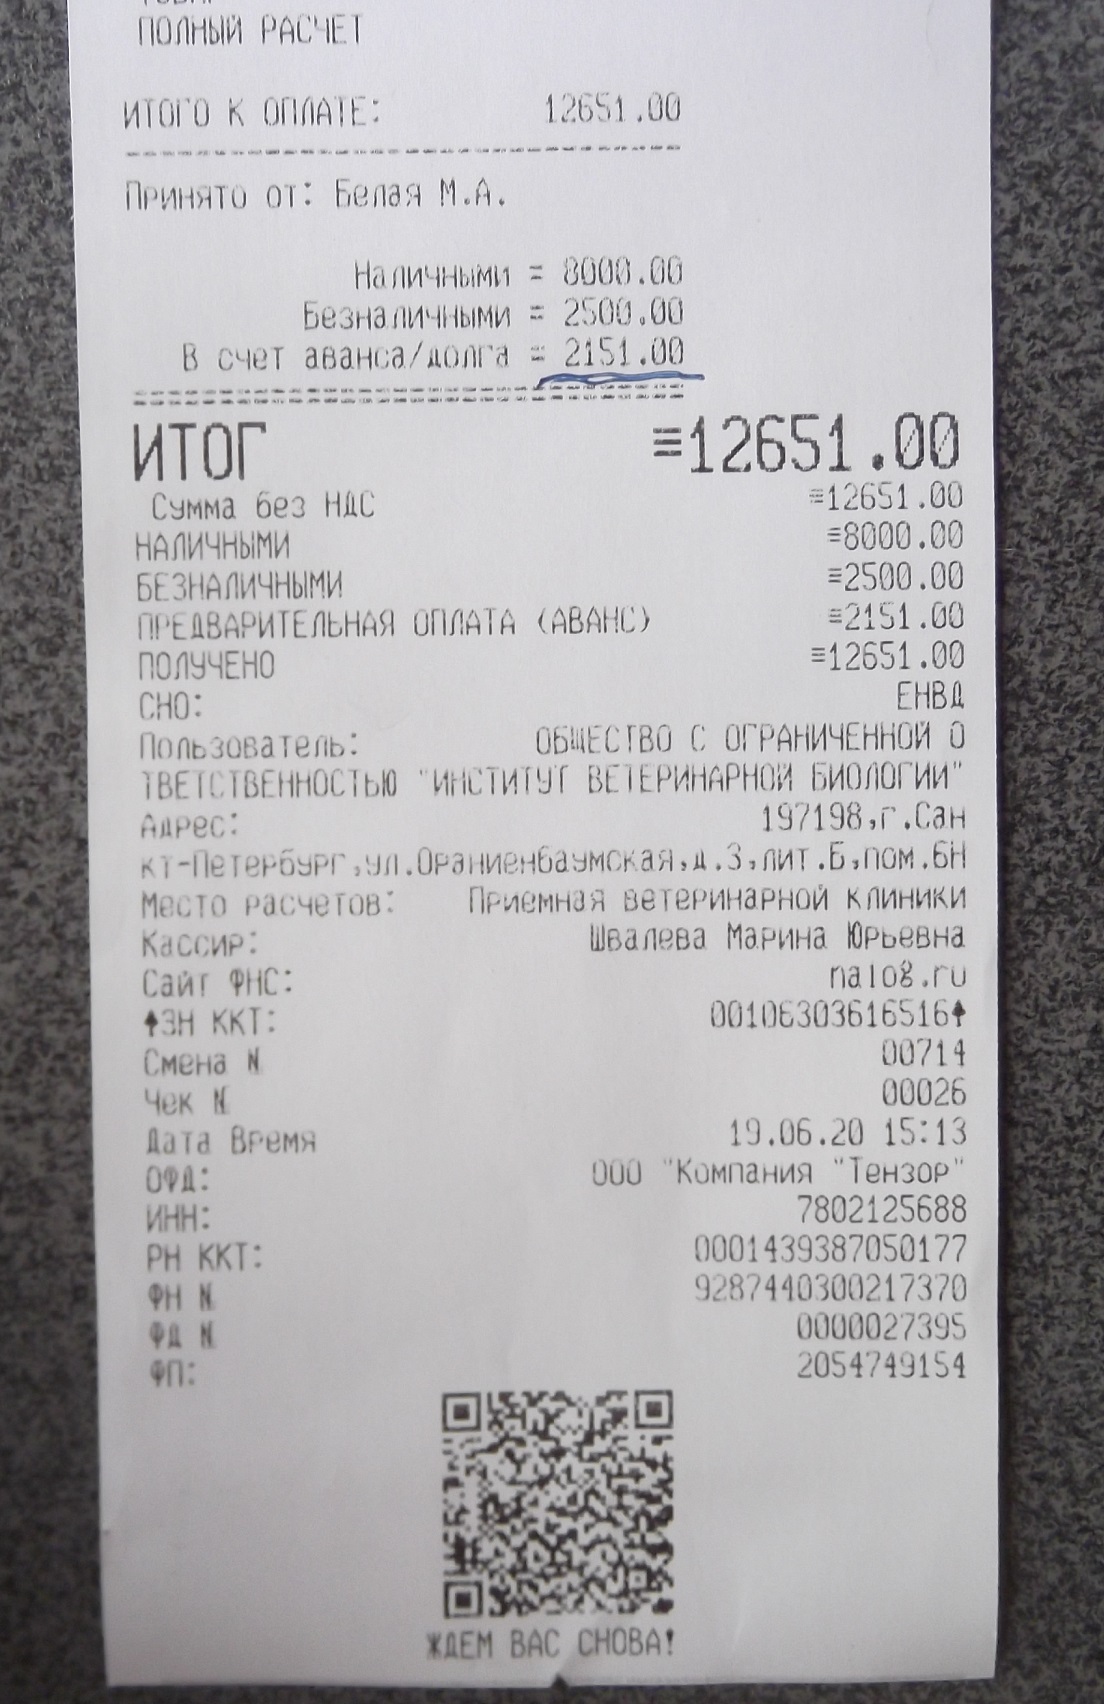 ПОЛНЫЙ РАСЧЕТ
ИТОГО К ОПЛАТЕ: 12651.00
Принято от: Белая М.А.
Наличными = 8000.00
Безналичными = 2500.00
В счет аванса/долга = 2151.00
ИТОГ ≡12651.00
Сумма без НДС ≡12651.00
НАЛИЧНЫМИ ≡8000.00
БЕЗНАЛИЧНЫМИ ≡2500.00
ПРЕДВАРИТЕЛЬНАЯ ОПЛАТА (АВАНС) ≡2151.00
ПОЛУЧЕНО ≡12651.00
СНО: ЕНВД
Пользователь: ОБЩЕСТВО С ОГРАНИЧЕННОЙ О
ТВЕТСТВЕННОСТЬЮ "ИНСТИТУТ ВЕТЕРИНАРНОЙ БИОЛОГИИ"
Адрес: 197198,г.Сан
кт-Петербург,ул.Ораниенбаумская,д.3,лит.Б,пом.6Н
Место расчетов: Приемная ветеринарной клиники
Кассир: Швалева Марина Юрьевна
Сайт ФНС: nalog.ru
ЗН ККТ: 00106303616516
Смена № 00714
Чек № 00026
Дата Время 19.06.20 15:13
ОФД: ООО "Компания "Тензор"
ИНН: 7802125688
РН ККТ: 0001439387050177
ФН № 9287440300217370
ФД № 0000027395
ФП: 2054749154
ЖДЕМ ВАС СНОВА!